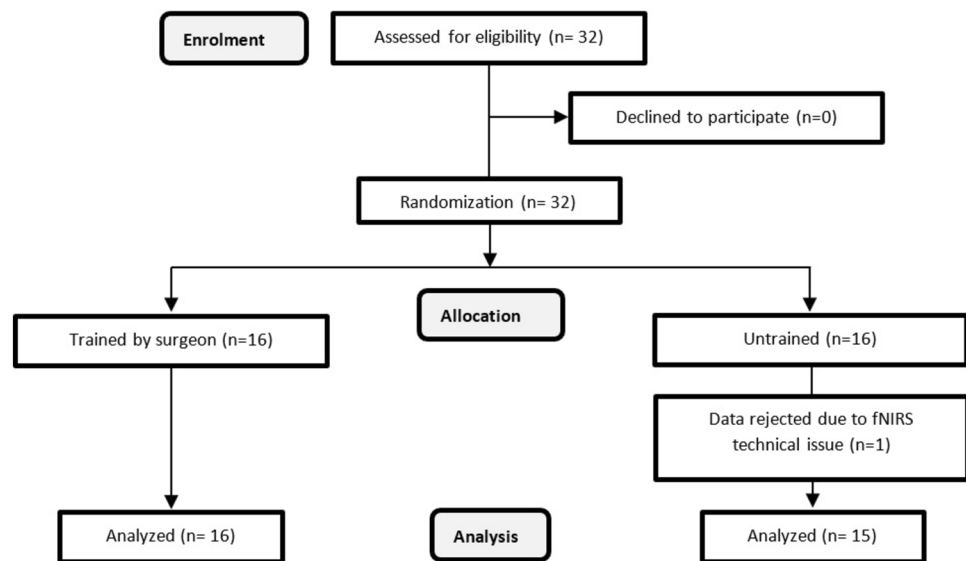 Enrolment
Assessed for eligibility (n= 32)
Declined to participate (n=0)
Randomization (n= 32)
Allocation
Trained by surgeon (n=16)
Untrained (n=16)
Data rejected due to fNIRS
technical issue (n=1)
Analyzed (n= 16)
Analysis
Analyzed (n= 15)